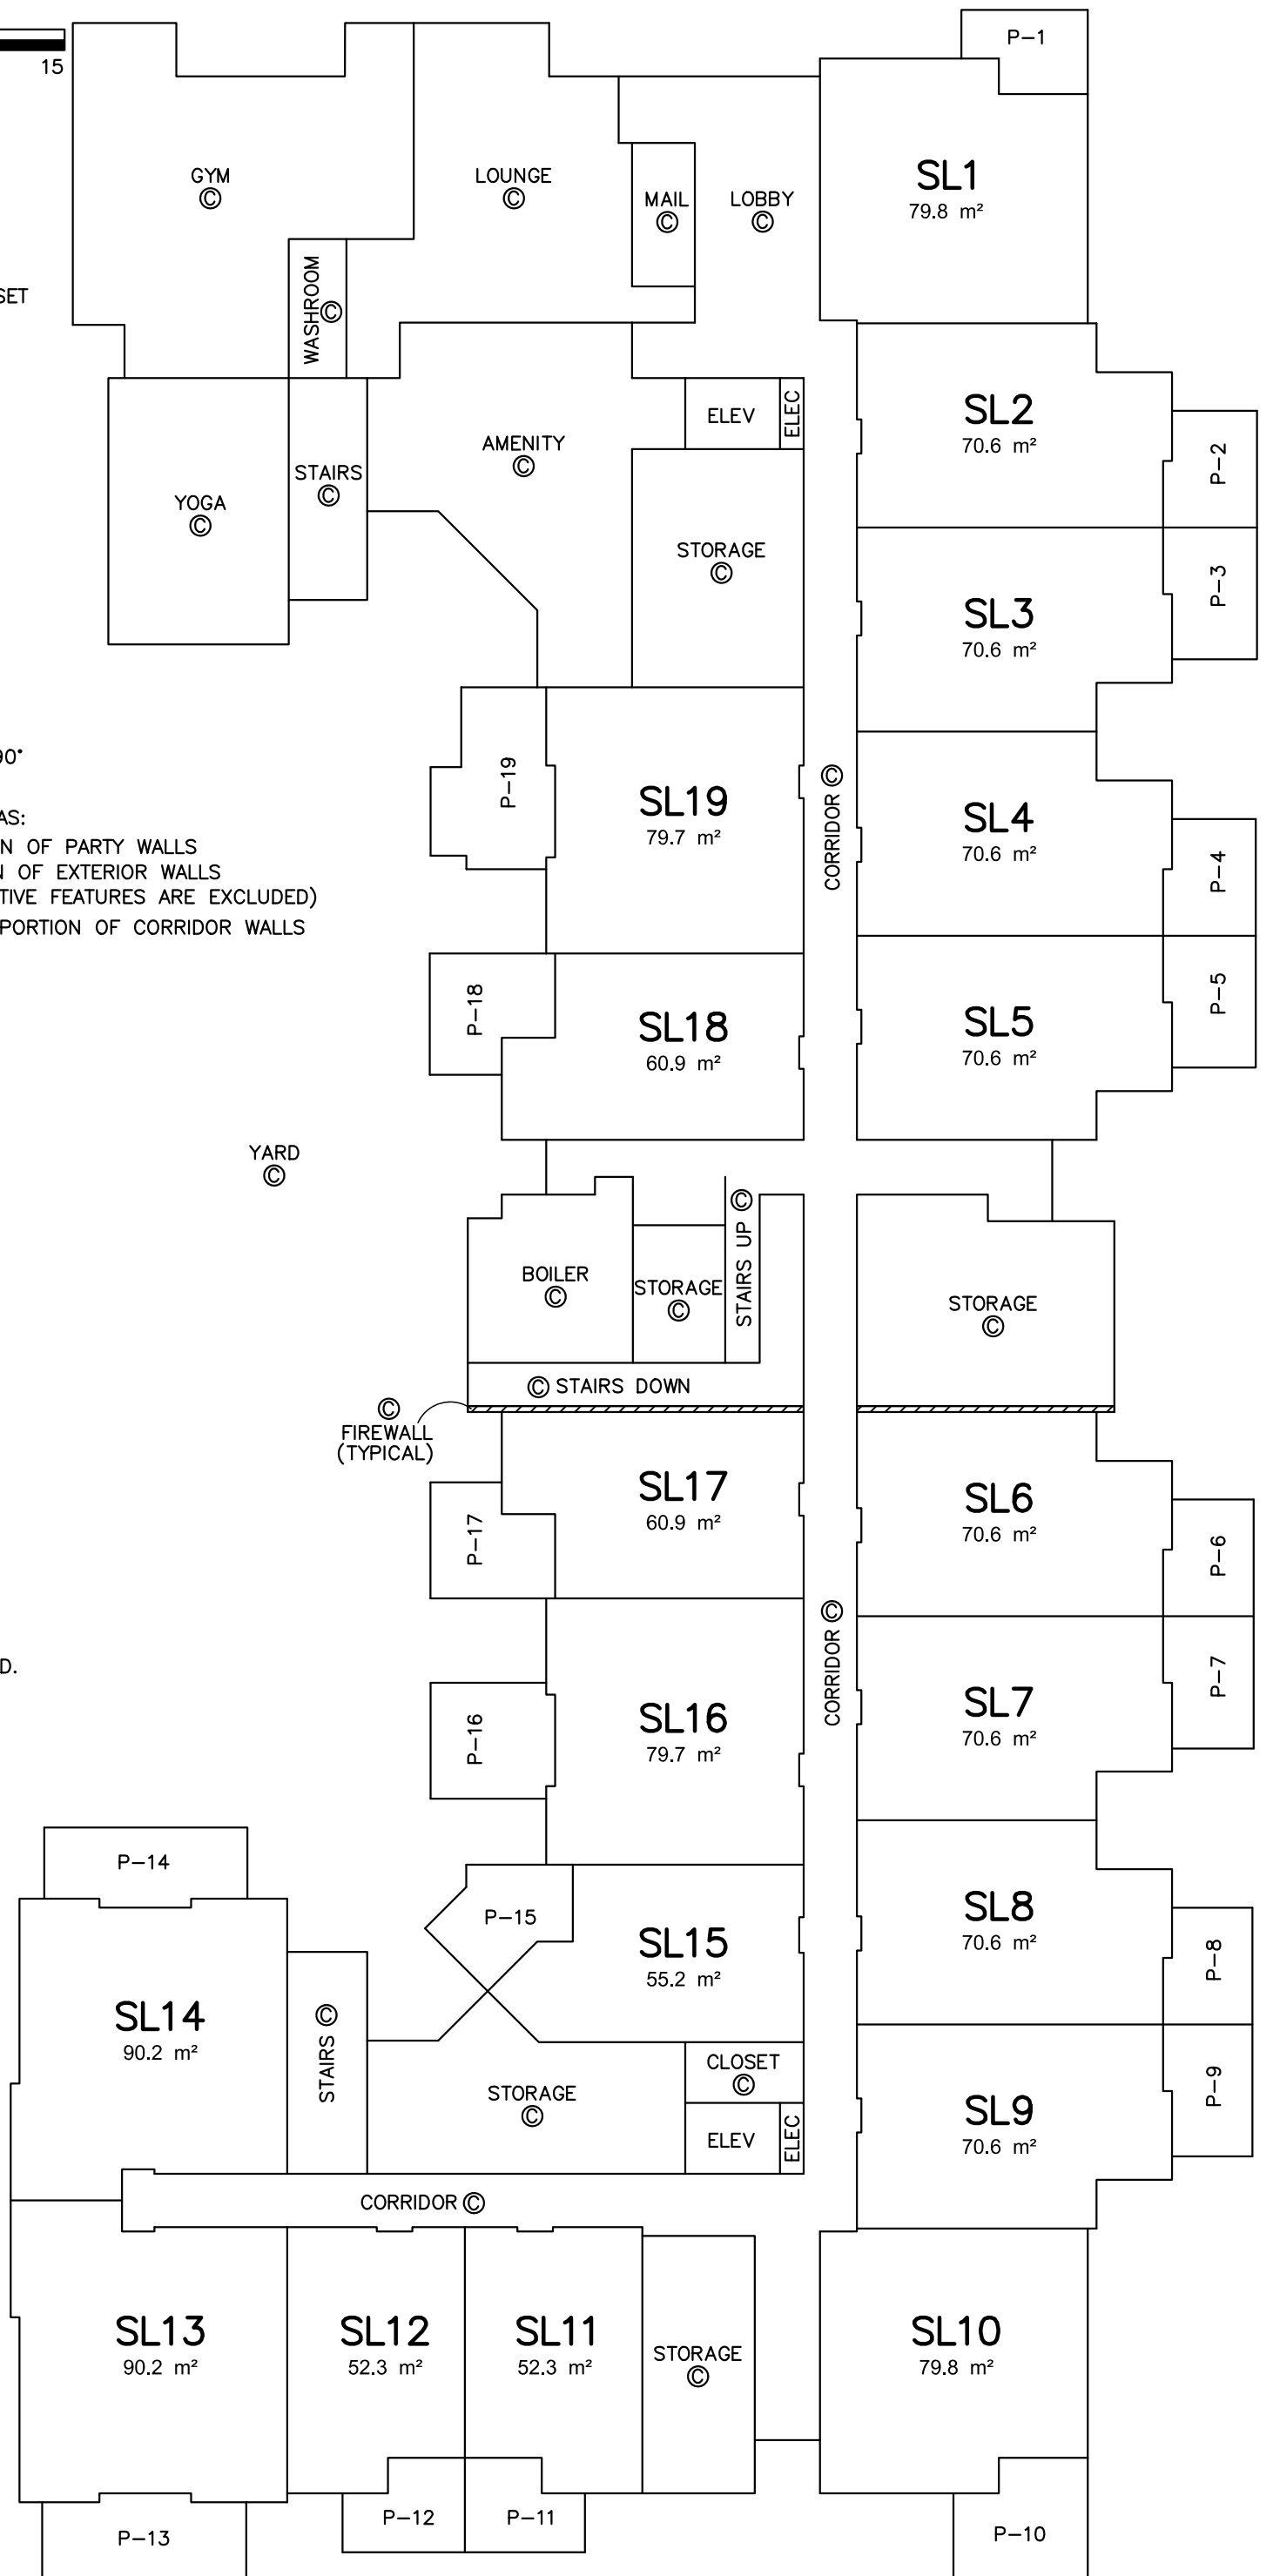 15
P-1
GYM
©
LOUNGE
©
MAIL
©
LOBBY
©
SL1
79.8 m²
WASHROOM
©
SET
ELEV
ELEC
SL2
70.6 m²
P-2
AMENITY
©
STAIRS
©
YOGA
©
STORAGE
©
SL3
70.6 m²
P-3
90°
AS:
N OF PARTY WALLS
N OF EXTERIOR WALLS
TIVE FEATURES ARE EXCLUDED)
PORTION OF CORRIDOR WALLS
P-19
SL19
79.7 m²
CORRIDOR ©
SL4
70.6 m²
P-4
P-18
SL18
60.9 m²
SL5
70.6 m²
P-5
YARD
©
BOILER
©
STORAGE
©
STAIRS UP ©
STORAGE
©
© STAIRS DOWN
©
FIREWALL
(TYPICAL)
SL17
60.9 m²
P-17
SL6
70.6 m²
P-6
CORRIDOR ©
D.
P-16
SL16
79.7 m²
SL7
70.6 m²
P-7
P-14
P-15
SL15
55.2 m²
SL8
70.6 m²
P-8
SL14
90.2 m²
STAIRS ©
STORAGE
©
CLOSET
©
ELEV
ELEC
SL9
70.6 m²
P-9
CORRIDOR ©
SL13
90.2 m²
SL12
52.3 m²
SL11
52.3 m²
STORAGE
©
SL10
79.8 m²
P-13
P-12
P-11
P-10